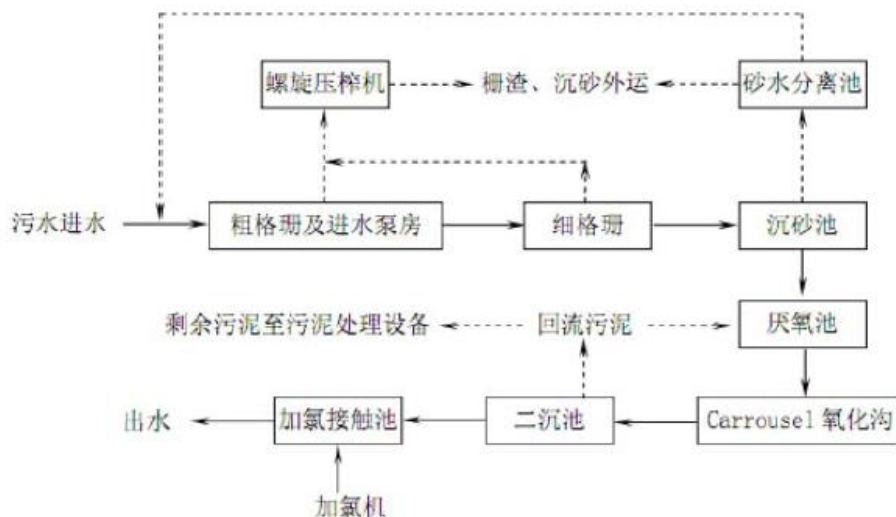 螺旋压榨机
栅渣、沉砂外运
砂水分离池
污水进水
粗格珊及进水泵房
细格珊
沉砂池
剩余污泥至污泥处理设备
回流污泥
厌氧池
出水
加氯接触池
二沉池
Carrousel 氧化沟
加氯机